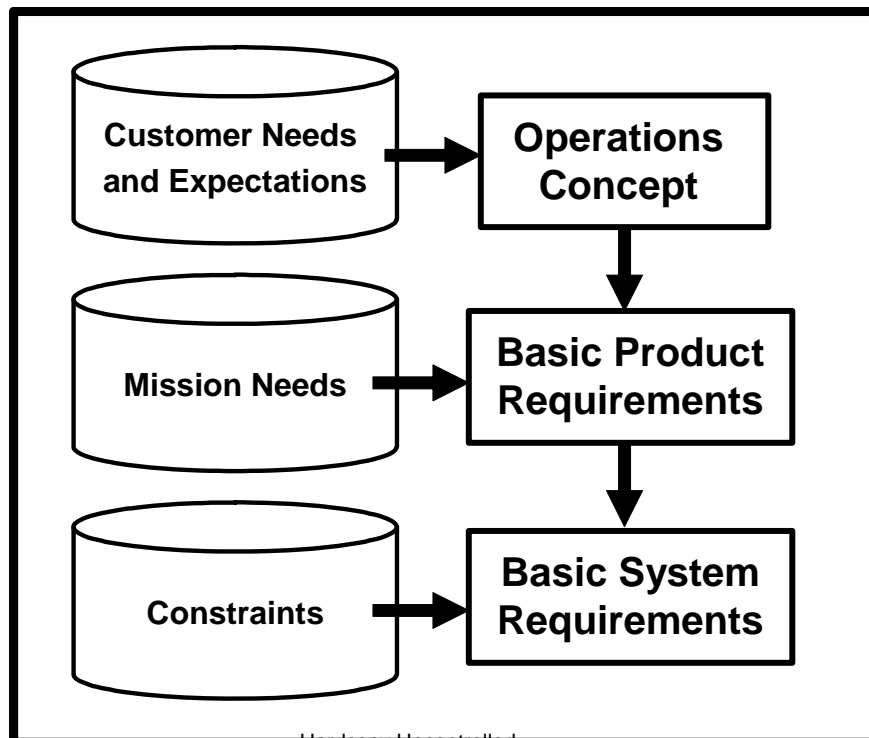 Customer Needs
and Expectations
Operations
Concept
Mission Needs
Basic Product
Requirements
Constraints
Basic System
Requirements